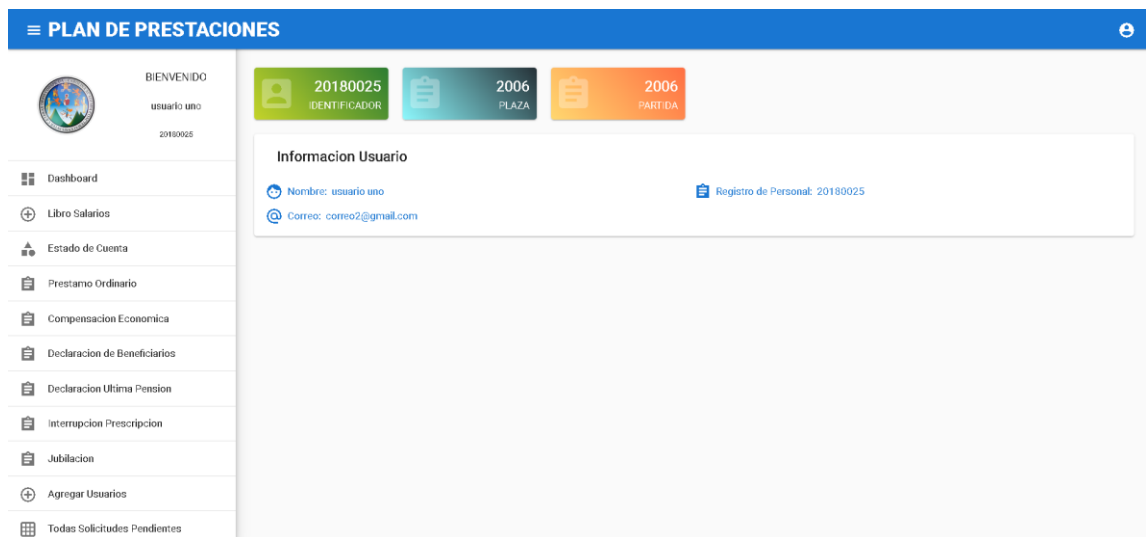 PLAN DE PRESTACIONES
BIENVENIDO
usuario uno
20180025
Dashboard
Libro Salarios
Estado de Cuenta
Prestamo Ordinario
Compensacion Economica
Declaracion de Beneficiarios
Declaracion Ultima Pension
Interrupcion Prescripcion
Jubilacion
Agregar Usuarios
Todas Solicitudes Pendientes
20180025
IDENTIFICADOR
2006
PLAZA
2006
PARTIDA
Informacion Usuario
Nombre: usuario uno
Registro de Personal: 20180025
Correo: correo2@gmail.com